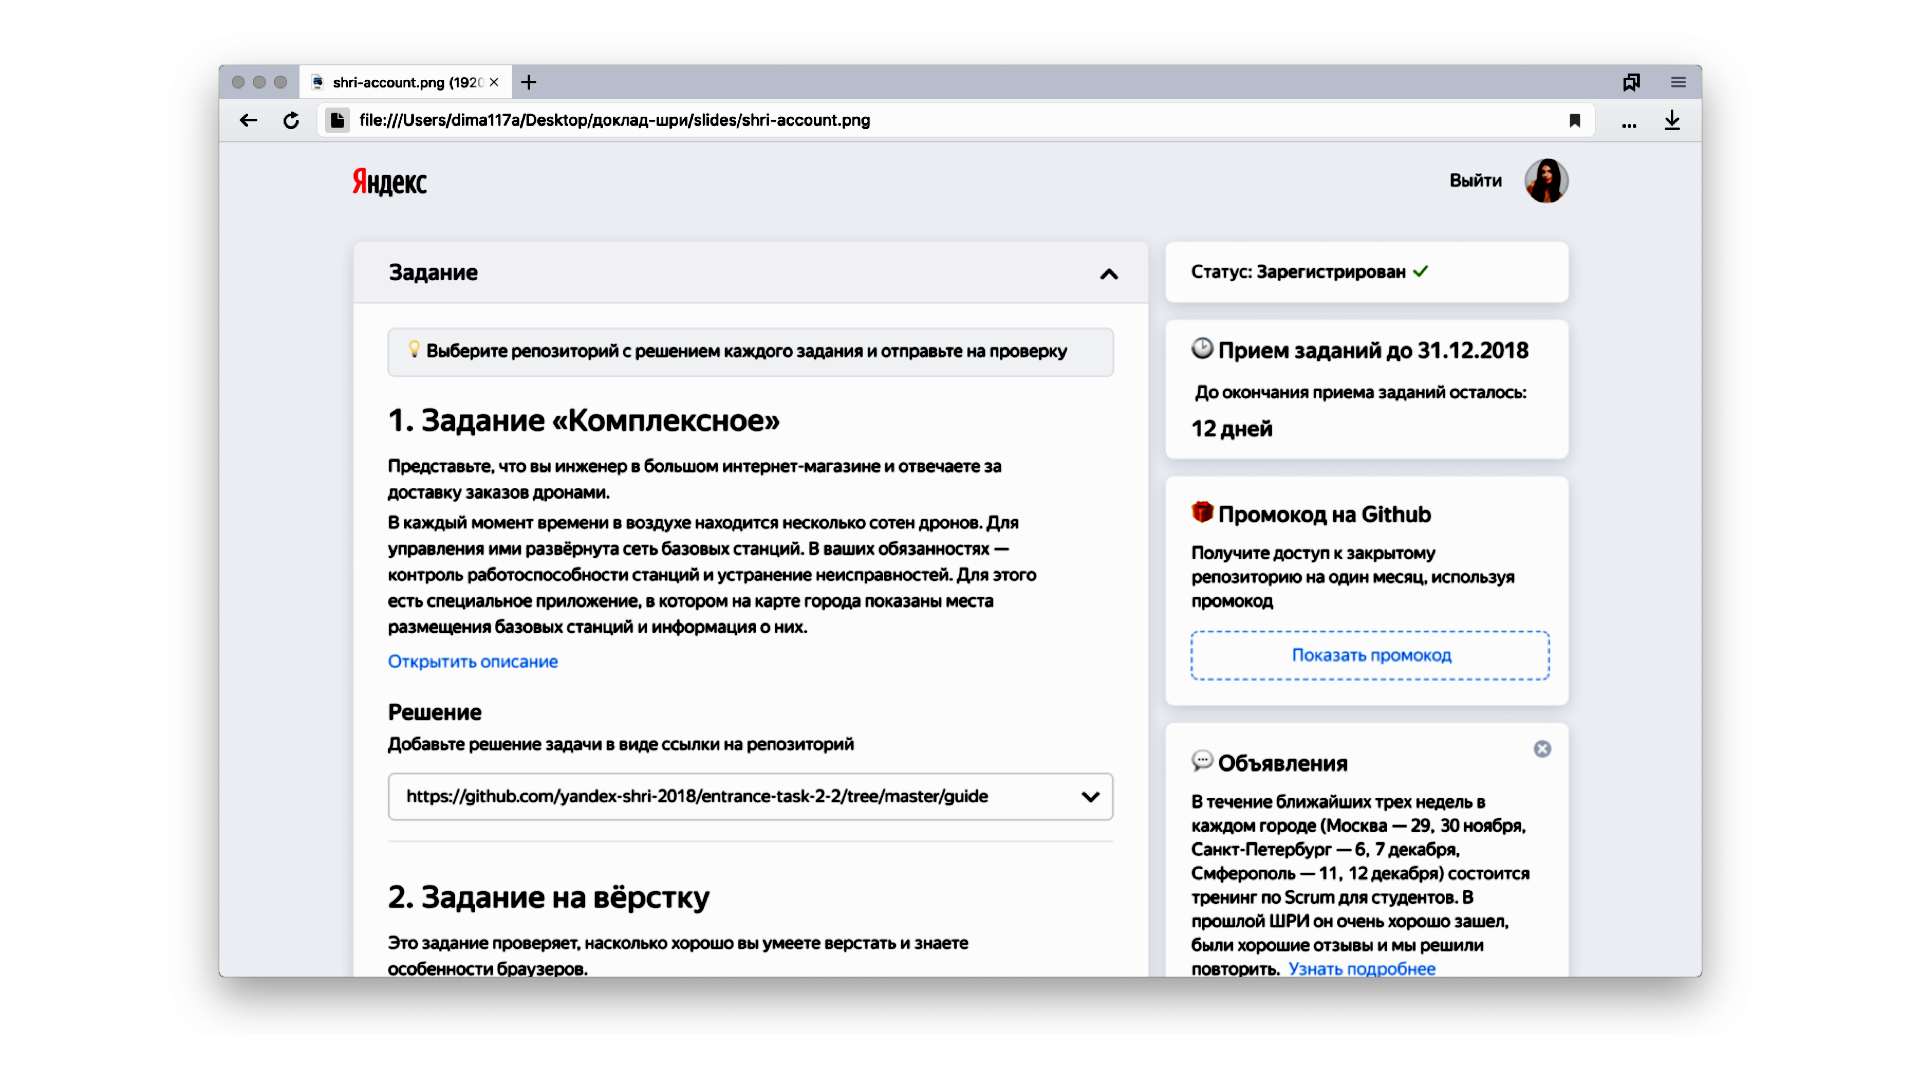 shri-account.png (1920
file:///Users/dima117a/Desktop/доклад-шри/slides/shri-account.png
Яндекс
Выйти
Задание
Выберите репозиторий с решением каждого задания и отправьте на проверку
1. Задание «Комплексное»
Представьте, что вы инженер в большом интернет-магазине и отвечаете за
доставку заказов дронами.
В каждый момент времени в воздухе находится несколько сотен дронов. Для
управления ими развёрнута сеть базовых станций. В ваших обязанностях —
контроль работоспособности станций и устранение неисправностей. Для этого
есть специальное приложение, в котором на карте города показаны места
размещения базовых станций и информация о них.
Открытить описание
Решение
Добавьте решение задачи в виде ссылки на репозиторий
https://github.com/yandex-shri-2018/entrance-task-2-2/tree/master/guide
2. Задание на вёрстку
Это задание проверяет, насколько хорошо вы умеете верстать и знаете
особенности браузеров.
Статус: Зарегистрирован
Прием заданий до 31.12.2018
До окончания приема заданий осталось:
12 дней
Промокод на Github
Получите доступ к закрытому
репозиторию на один месяц, используя
промокод
Показать промокод
Объявления
В течение ближайших трех недель в
каждом городе (Москва — 29, 30 ноября,
Санкт-Петербург — 6, 7 декабря,
Смферополь — 11, 12 декабря) состоится
тренинг по Scrum для студентов. В
прошлой ШРИ он очень хорошо зашел,
были хорошие отзывы и мы решили
повторить. Узнать подробнее